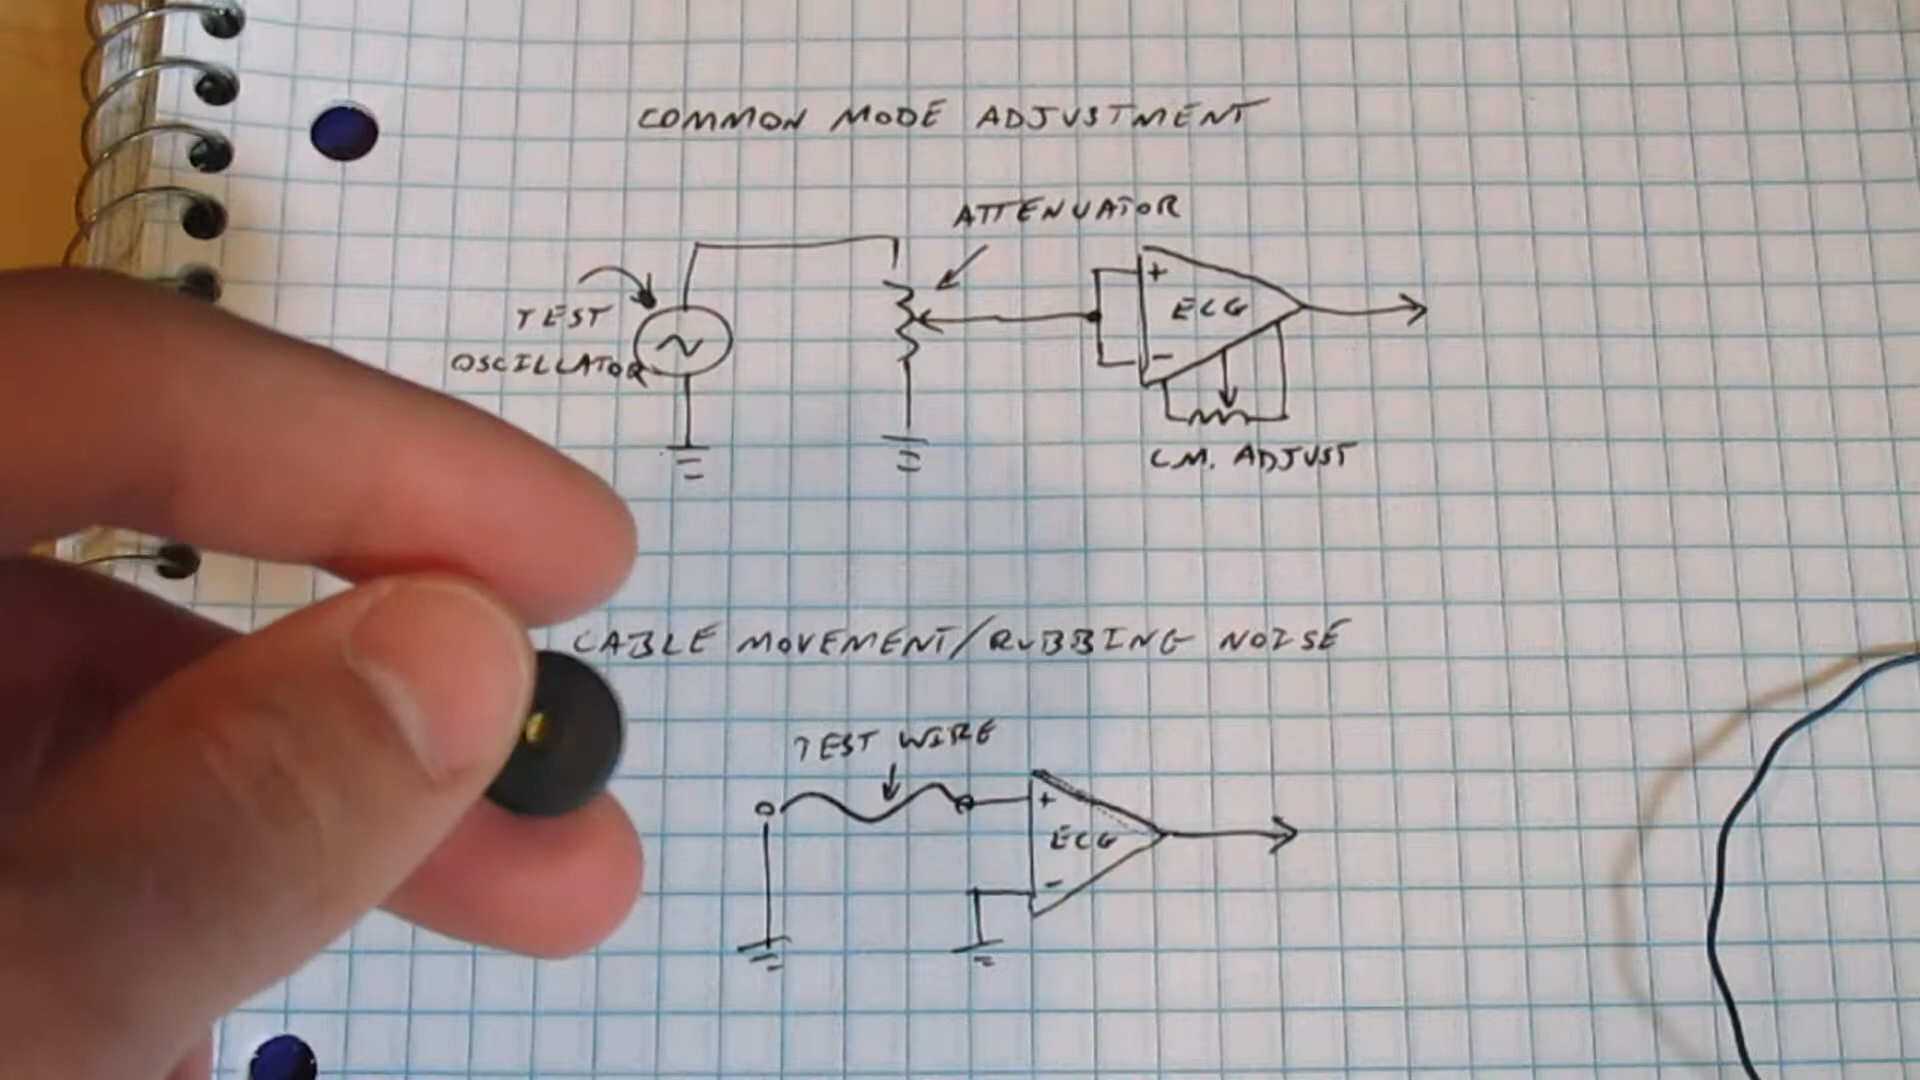 COMMON MODE ADJUSTMENT
ATTENUATOR
TEST
OSCILLATOR
+
ECG
-
C.M. ADJUST
CABLE MOVEMENT/RUBBING NOISE
TEST WIRE
+
ECG
-